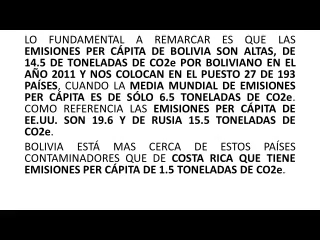 LO FUNDAMENTAL A REMARCAR ES QUE LAS
EMISIONES PER CÁPITA DE BOLIVIA SON ALTAS, DE
14.5 DE TONELADAS DE CO2e POR BOLIVIANO EN EL
AÑO 2011 Y NOS COLOCAN EN EL PUESTO 27 DE 193
PAÍSES, CUANDO LA MEDIA MUNDIAL DE EMISIONES
PER CÁPITA ES DE SÓLO 6.5 TONELADAS DE CO2e.
COMO REFERENCIA LAS EMISIONES PER CÁPITA DE
EE.UU. SON 19.6 Y DE RUSIA 15.5 TONELADAS DE
CO2e.
BOLIVIA ESTÁ MAS CERCA DE ESTOS PAÍSES
CONTAMINADORES QUE DE COSTA RICA QUE TIENE
EMISIONES PER CÁPITA DE 1.5 TONELADAS DE CO2e.